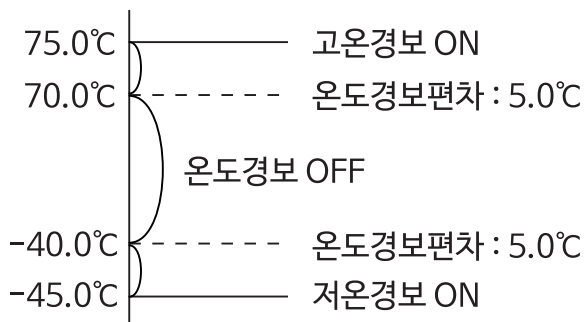 75.0℃ 고온경보 ON
70.0℃ 온도경보편차 : 5.0℃
온도경보 OFF
-40.0℃ 온도경보편차 : 5.0℃
-45.0℃ 저온경보 ON